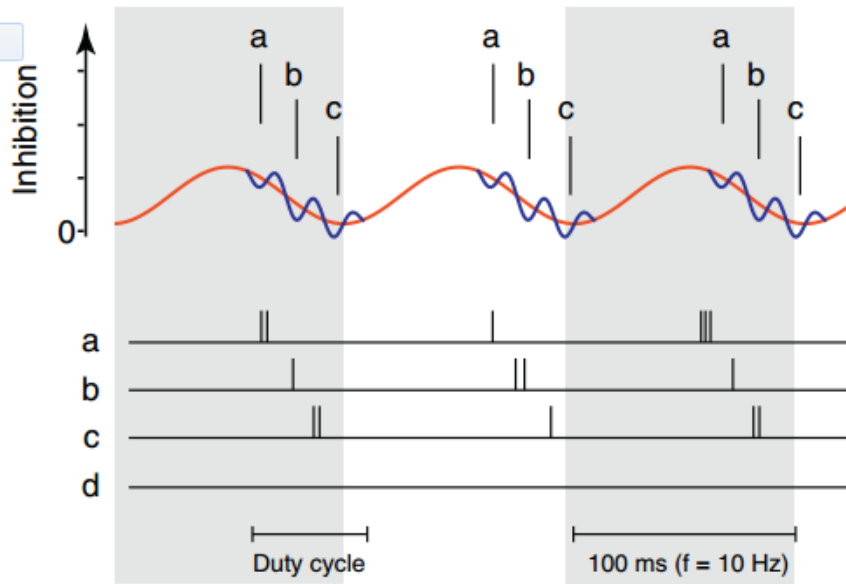 a a a
b b b
c c c
Inhibition
0
a
b
c
d
Duty cycle 100 ms (f = 10 Hz)